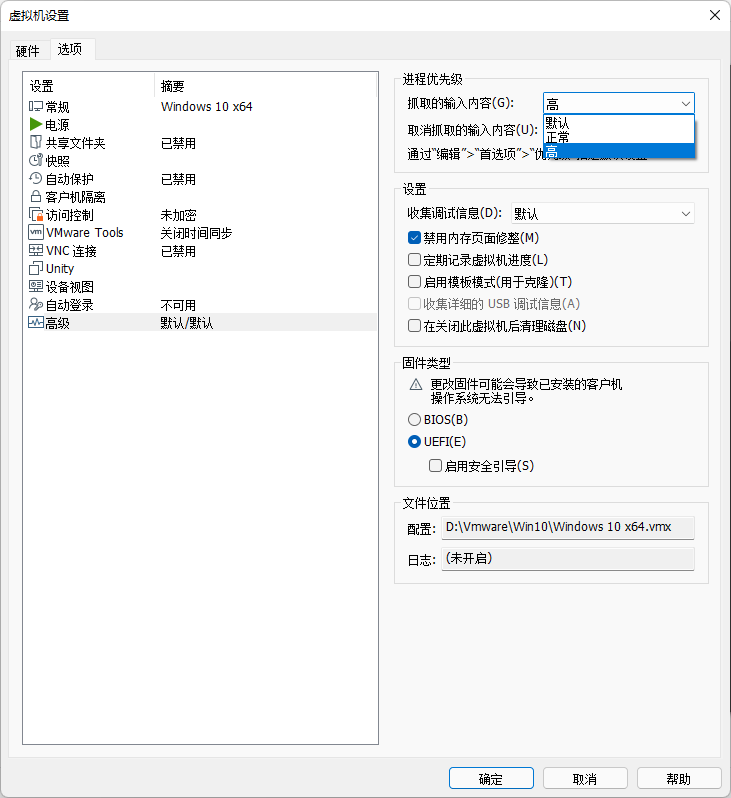 虚拟机设置
硬件
选项
设置 摘要
常规 Windows 10 x64
电源
共享文件夹 已禁用
快照
自动保护 已禁用
客户机隔离
访问控制 未加密
VMware Tools 关闭时间同步
VNC 连接 已禁用
Unity
设备视图
自动登录 不可用
高级 默认/默认
进程优先级
抓取的输入内容(G): 高
默认
正常
高
取消抓取的输入内容(U):
通过“编辑”>“首选项”>
设置
收集调试信息(D): 默认
禁用内存页面修整(M)
定期记录虚拟机进度(L)
启用模板模式(用于克隆)(T)
收集详细的 USB 调试信息(A)
在关闭此虚拟机后清理磁盘(N)
固件类型
更改固件可能会导致已安装的客户机
操作系统无法引导。
BIOS(B)
UEFI(E)
启用安全引导(S)
文件位置
配置: D:\Vmware\Win10\Windows 10 x64.vmx
日志: (未开启)
确定
取消
帮助